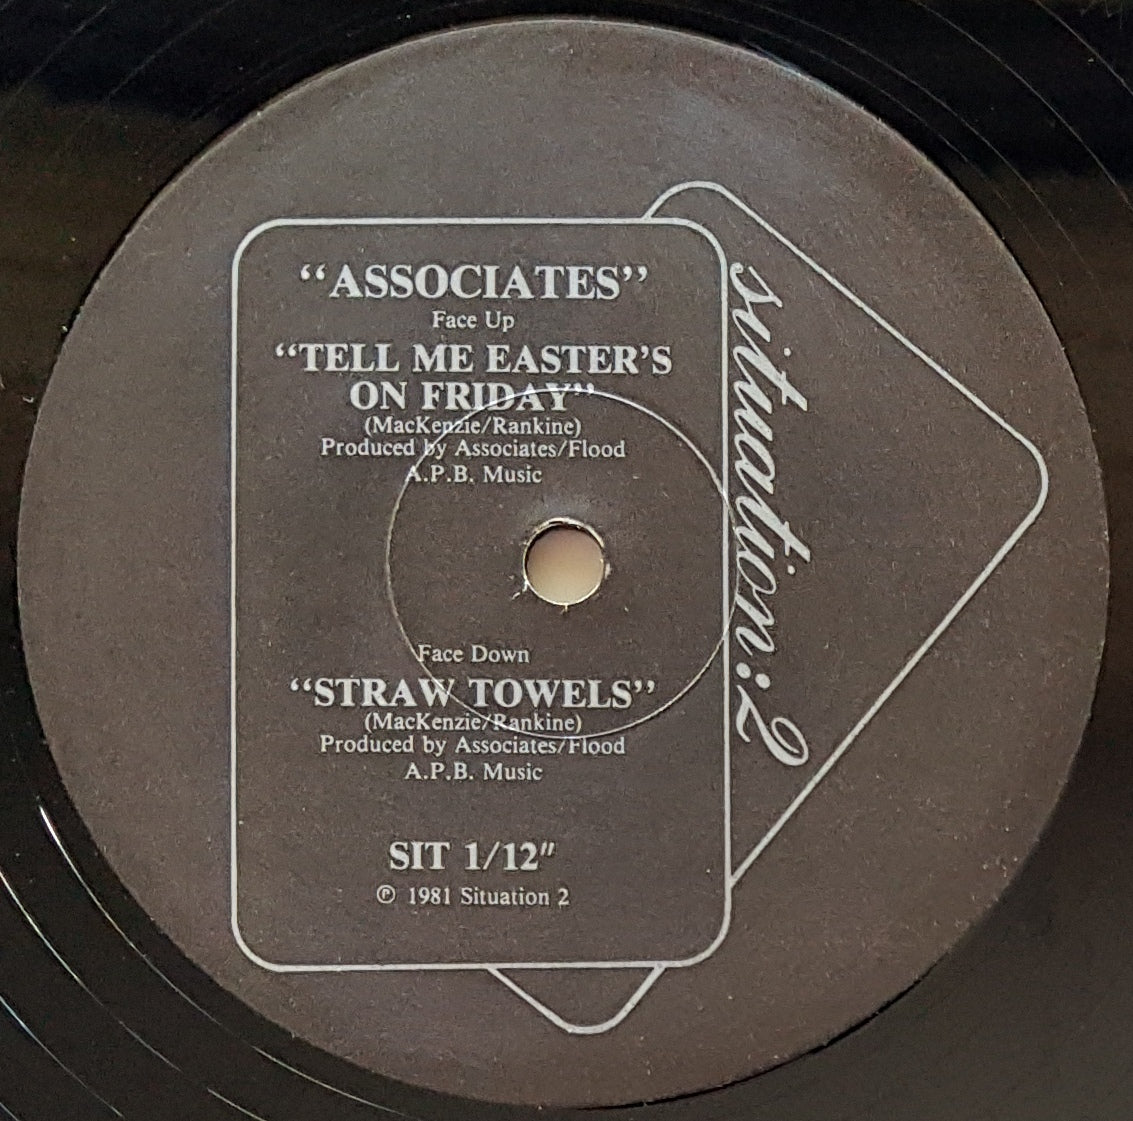 “ASSOCIATES”
Face Up
“TELL ME EASTER’S
ON FRIDAY”
(MacKenzie/Rankine)
Produced by Associates/Flood
A.P.B. Music
Face Down
“STRAW TOWELS”
(MacKenzie/Rankine)
Produced by Associates/Flood
A.P.B. Music
SIT 1/12″
℗ 1981 Situation 2
situation:2